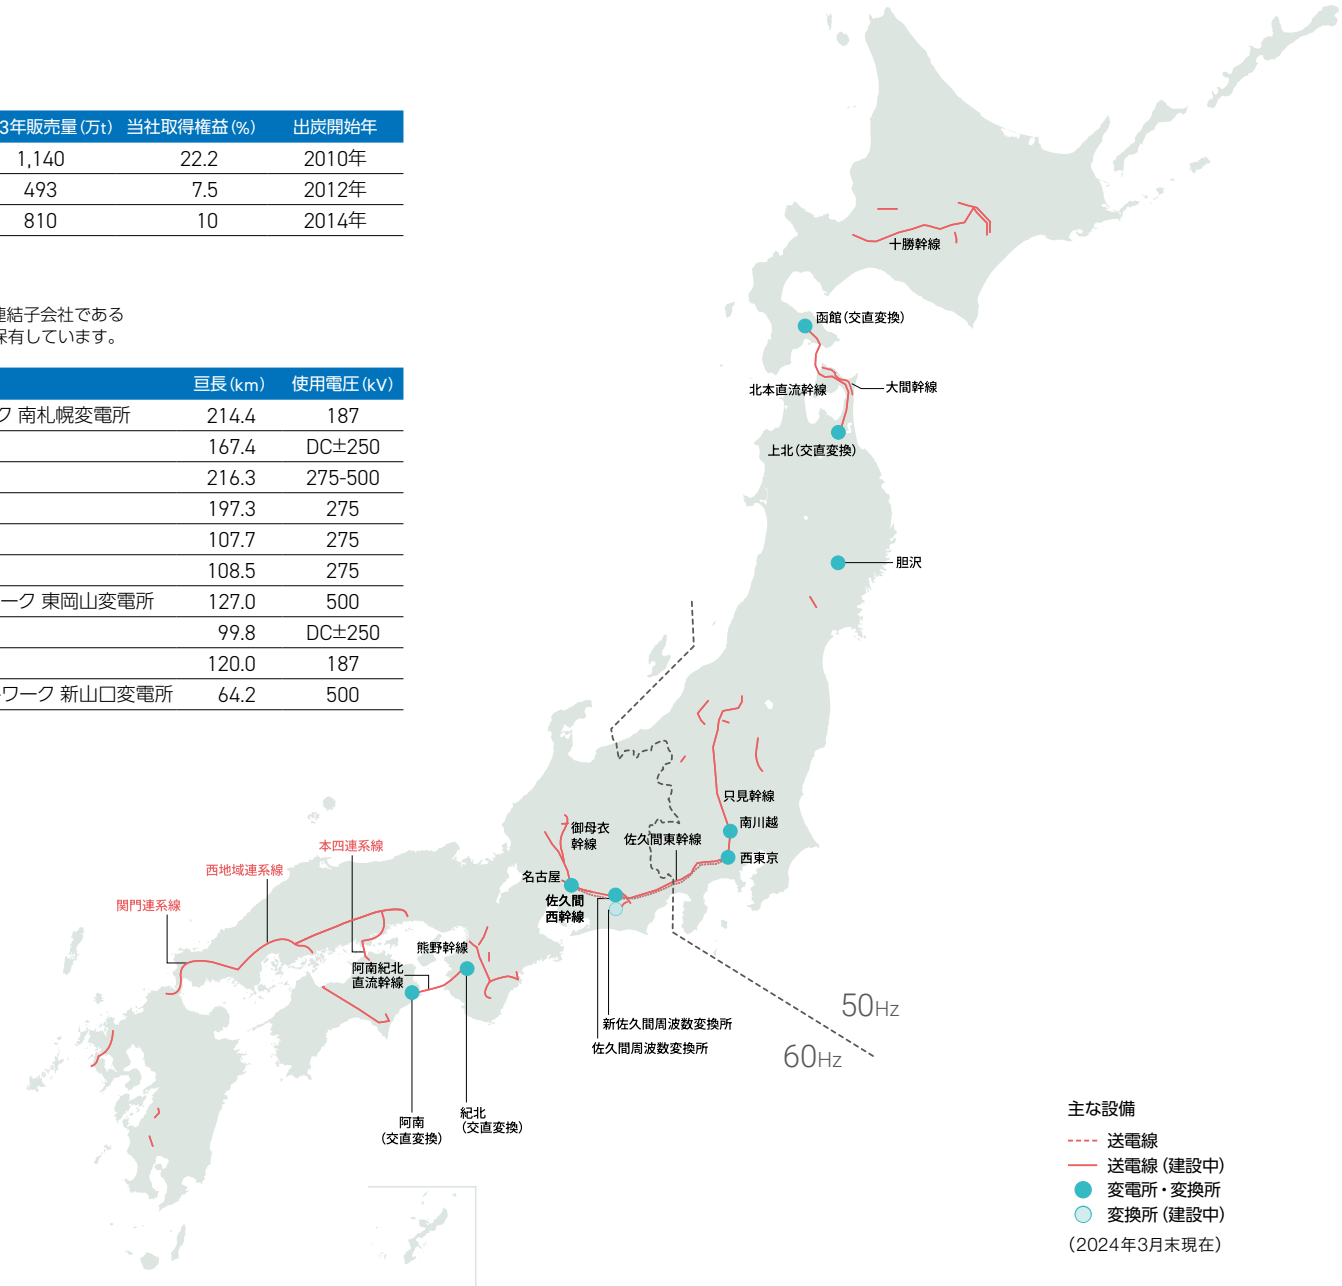 3年販売量(万t) 当社取得権益(%) 出炭開始年
1,140 22.2 2010年
493 7.5 2012年
810 10 2014年
連結子会社である
保有しています。
亘長(km) 使用電圧(kV)
ク 南札幌変電所 214.4 187
167.4 DC±250
216.3 275-500
197.3 275
107.7 275
108.5 275
ーク 東岡山変電所 127.0 500
99.8 DC±250
120.0 187
ワーク 新山口変電所 64.2 500
十勝幹線
函館(交直変換)
北本直流幹線
大間幹線
上北(交直変換)
胆沢
只見幹線
南川越
西東京
佐久間東幹線
御母衣
幹線
名古屋
佐久間
西幹線
本四連系線
西地域連系線
関門連系線
熊野幹線
阿南紀北
直流幹線
新佐久間周波数変換所
佐久間周波数変換所
阿南
(交直変換)
紀北
(交直変換)
50Hz
60Hz
主な設備
送電線
送電線(建設中)
変電所・変換所
変換所(建設中)
(2024年3月末現在)